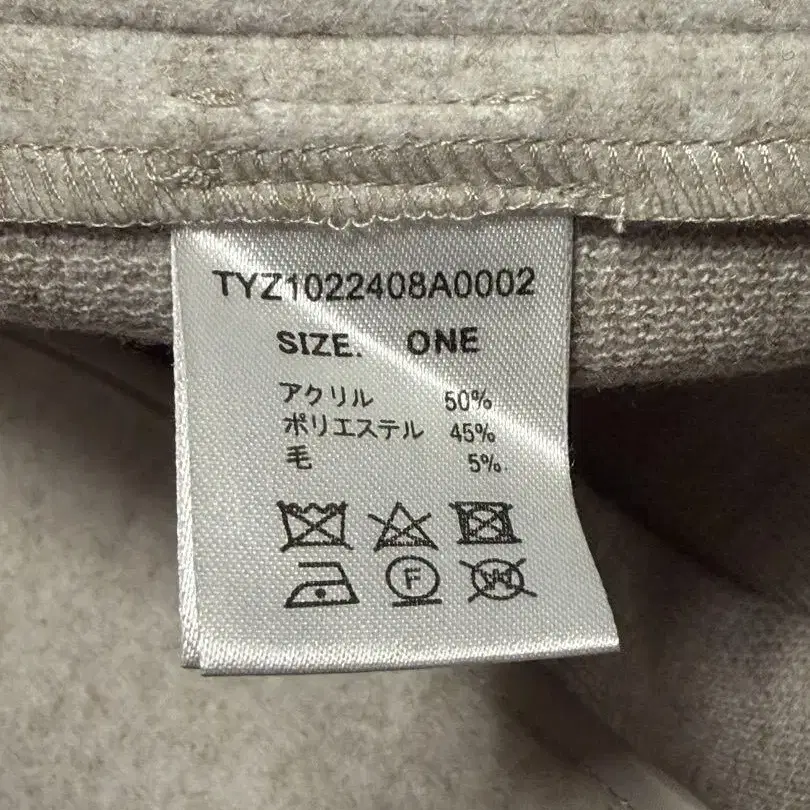 TYZ1022408A0002
SIZE. ONE
アクリル 50%
ポリエステル 45%
毛 5%
F
W